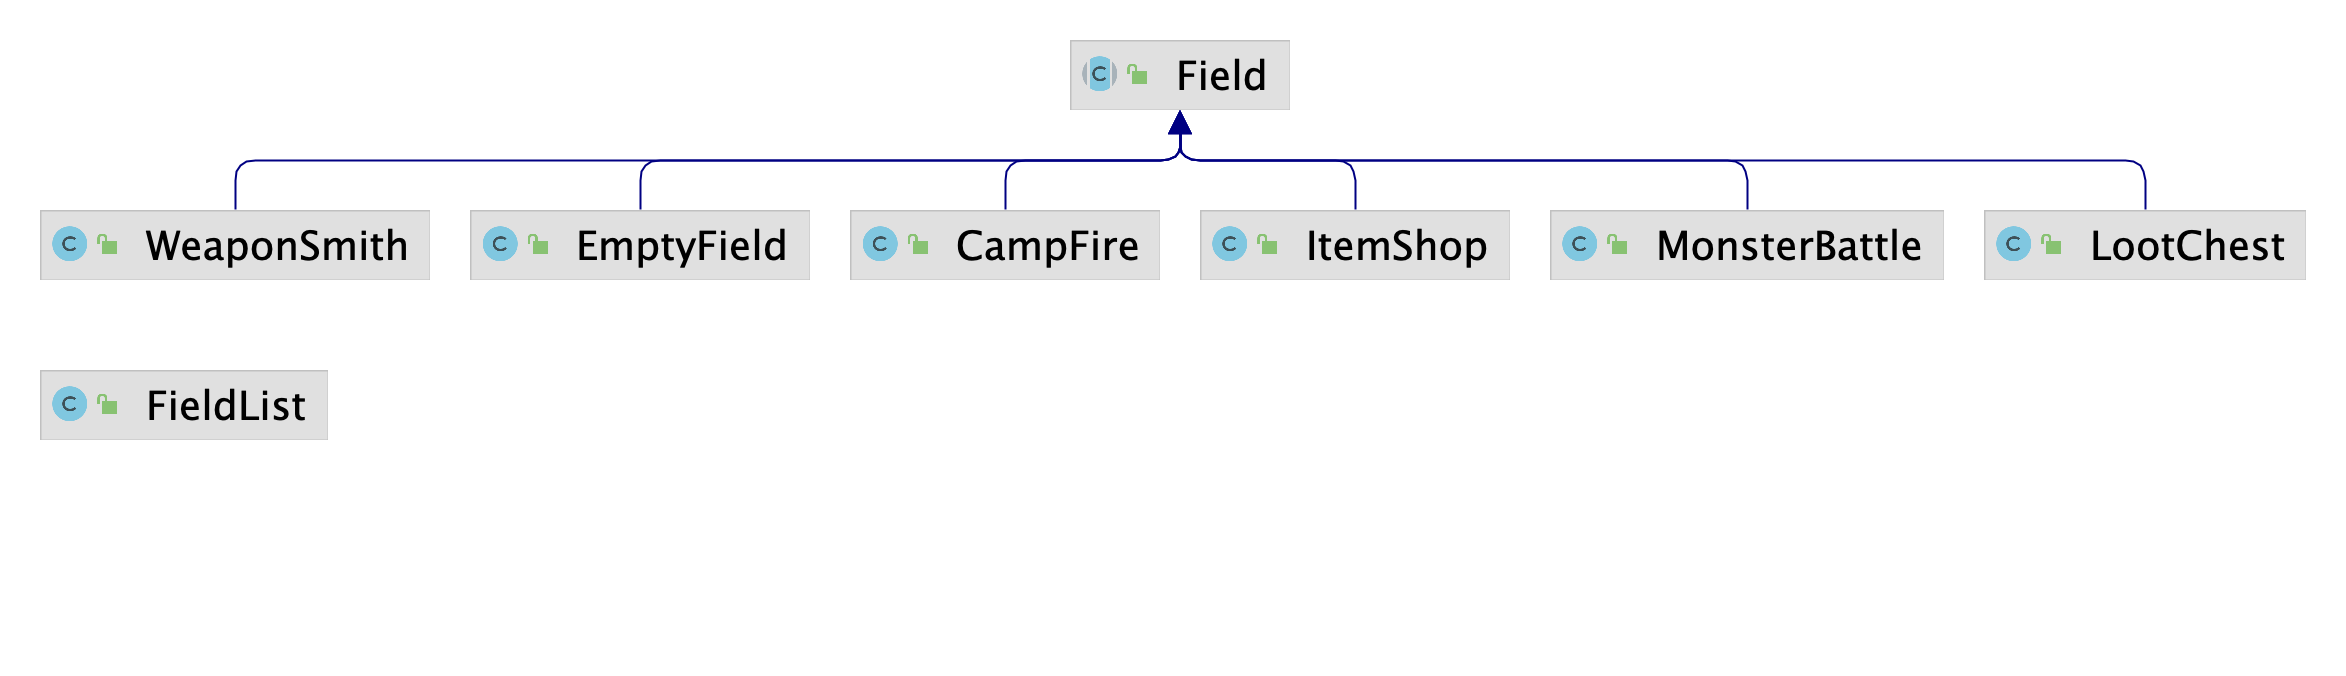 C Field
C WeaponSmith
C EmptyField
C CampFire
C ItemShop
C MonsterBattle
C LootChest
C FieldList